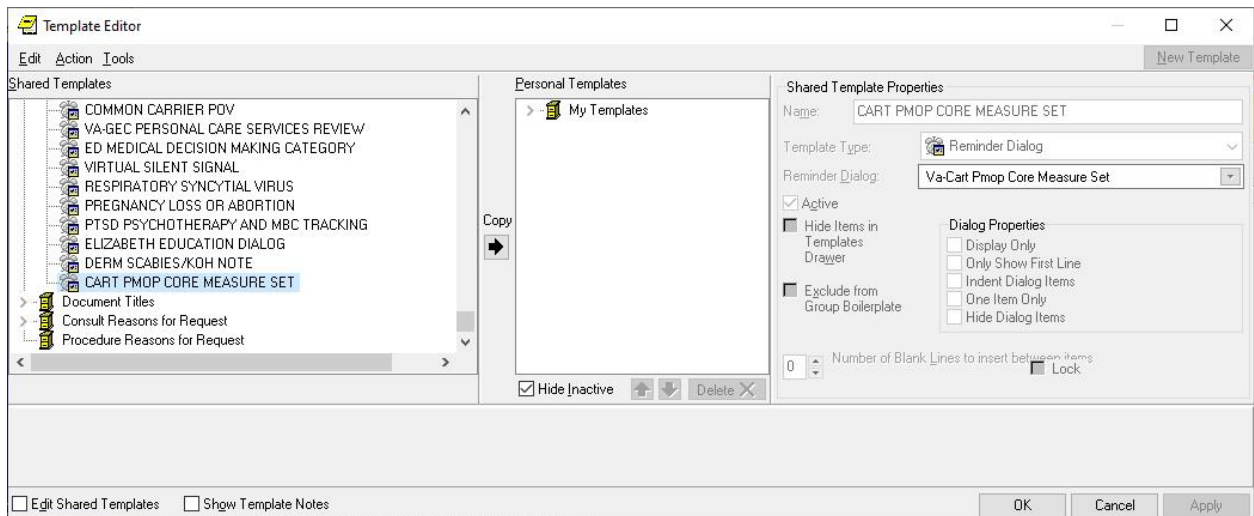 Template Editor
Edit Action Tools
New Template
Shared Templates
COMMON CARRIER POV
VA-GEC PERSONAL CARE SERVICES REVIEW
ED MEDICAL DECISION MAKING CATEGORY
VIRTUAL SILENT SIGNAL
RESPIRATORY SYNCYTIAL VIRUS
PREGNANCY LOSS OR ABORTION
PTSD PSYCHOTHERAPY AND MBC TRACKING
ELIZABETH EDUCATION DIALOG
DERM SCABIES/KOH NOTE
CART PMOP CORE MEASURE SET
Document Titles
Consult Reasons for Request
Procedure Reasons for Request
Copy
Personal Templates
My Templates
Hide Inactive
Delete
Shared Template Properties
Name: CART PMOP CORE MEASURE SET
Template Type: Reminder Dialog
Reminder Dialog: Va-Cart Pmop Core Measure Set
Active
Hide Items in
Templates
Drawer
Exclude from
Group Boilerplate
Dialog Properties
Display Only
Only Show First Line
Indent Dialog Items
One Item Only
Hide Dialog Items
0 Number of Blank Lines to insert between items
Lock
Edit Shared Templates Show Template Notes
OK Cancel Apply